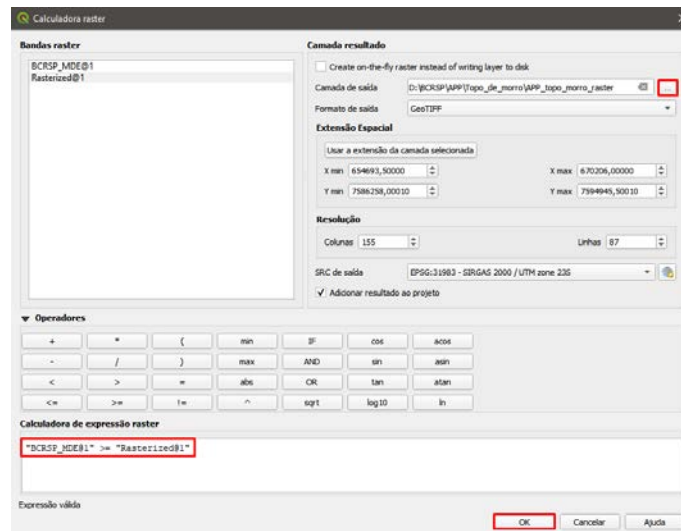 Calculadora raster
Bandas raster
BCRSP_MDE@1
Rasterized@1
Camada resultado
Create on-the-fly raster instead of writing layer to disk
Camada de saída D:\BCRSP\APP\Topo_de_morro\APP_topo_morro_raster ...
Formato de saída GeoTIFF
Extensão Espacial
Usar a extensão da camada selecionada
X min 654693,50000 X max 670206,00000
Y min 7586258,00010 Y max 7594945,50010
Resolução
Colunas 155 Linhas 87
SRC de saída EPSG:31983 - SIRGAS 2000 / UTM zone 23S
Adicionar resultado ao projeto
Operadores
+ * ( min IF cos acos
- / ) max AND sin asin
< > = abs OR tan atan
<= >= != ^ sqrt log10 ln
Calculadora de expressão raster
"BCRSP_MDE@1" >= "Rasterized@1"
Expressão válida
OK Cancelar Ajuda